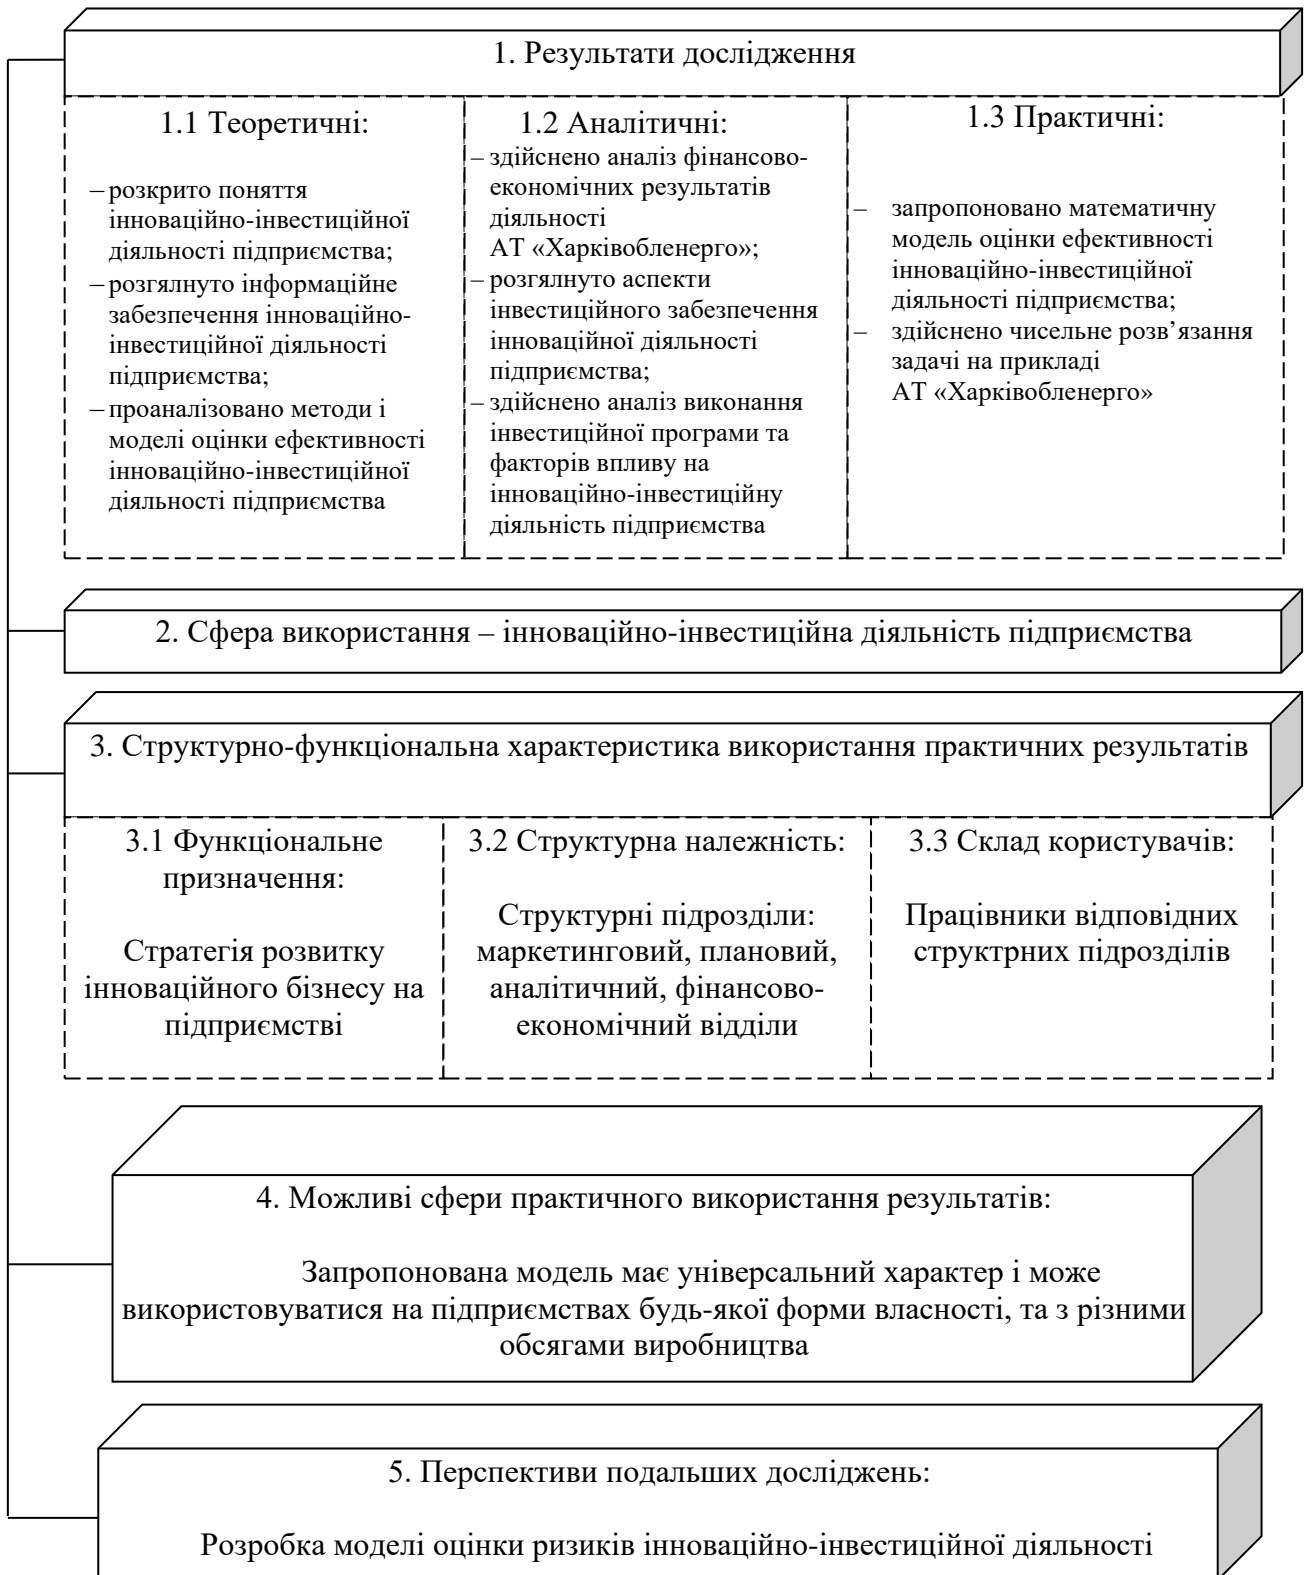 1. Результати дослідження
1.1 Теоретичні:
– розкрито поняття
інноваційно-інвестиційної
діяльності підприємства;
– розгялнуто інформаційне
забезпечення інноваційно-
інвестиційної діяльності
підприємства;
– проаналізовано методи і
моделі оцінки ефективності
інноваційно-інвестиційної
діяльності підприємства
1.2 Аналітичні:
– здійснено аналіз фінансово-
економічних результатів
діяльності
АТ «Харківобленерго»;
– розгялнуто аспекти
інвестиційного забезпечення
інноваційної діяльності
підприємства;
– здійснено аналіз виконання
інвестиційної програми та
факторів впливу на
інноваційно-інвестиційну
діяльність підприємства
1.3 Практичні:
– запропоновано математичну
модель оцінки ефективності
інноваційно-інвестиційної
діяльності підприємства;
– здійснено чисельне розв’язання
задачі на прикладі
АТ «Харківобленерго»
2. Сфера використання – інноваційно-інвестиційна діяльність підприємства
3. Структурно-функціональна характеристика використання практичних результатів
3.1 Функціональне
призначення:
Стратегія розвитку
інноваційного бізнесу на
підприємстві
3.2 Структурна належність:
Структурні підрозділи:
маркетинговий, плановий,
аналітичний, фінансово-
економічний відділи
3.3 Склад користувачів:
Працівники відповідних
структрних підрозділів
4. Можливі сфери практичного використання результатів:
Запропонована модель має універсальний характер і може
використовуватися на підприємствах будь-якої форми власності, та з різними
обсягами виробництва
5. Перспективи подальших досліджень:
Розробка моделі оцінки ризиків інноваційно-інвестиційної діяльності